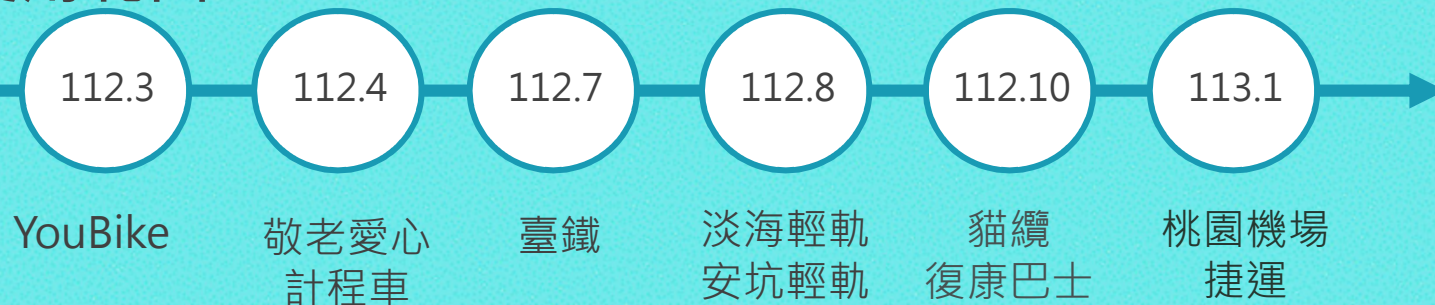 112.3
112.4
112.7
112.8
112.10
113.1
YouBike
敬老愛心
計程車
臺鐵
淡海輕軌
安坑輕軌
貓纜
復康巴士
桃園機場
捷運